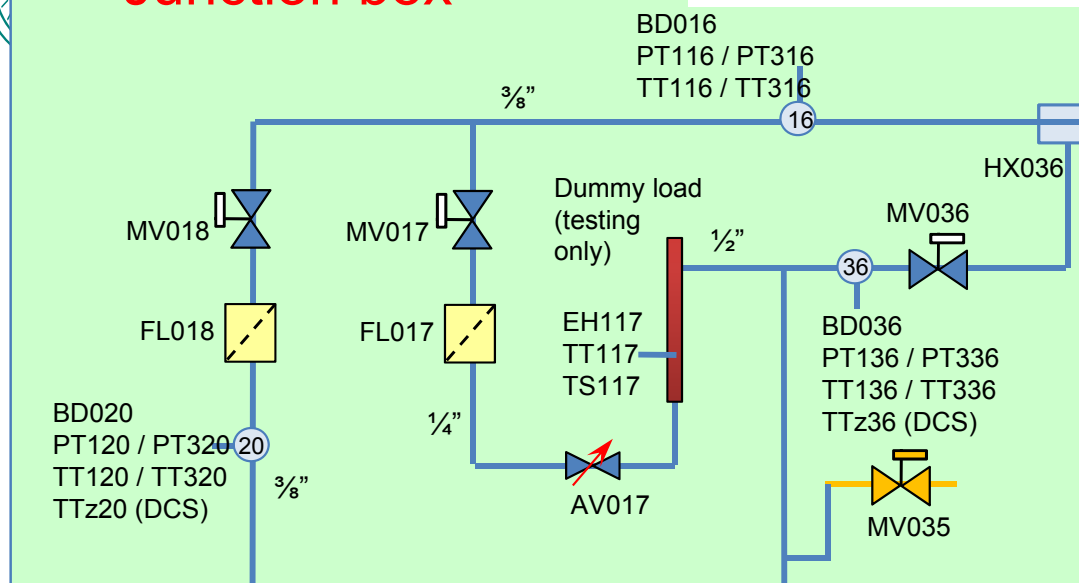 Junction box
BD016
PT116 / PT316
TT116 / TT316
⅜”
16
HX036
MV018
MV017
Dummy load
(testing
only)
½”
MV036
36
FL018
FL017
EH117
TT117
TS117
BD036
PT136 / PT336
TT136 / TT336
TTz36 (DCS)
BD020
PT120 / PT320
TT120 / TT320
TTz20 (DCS)
20
⅜”
¼”
AV017
MV035